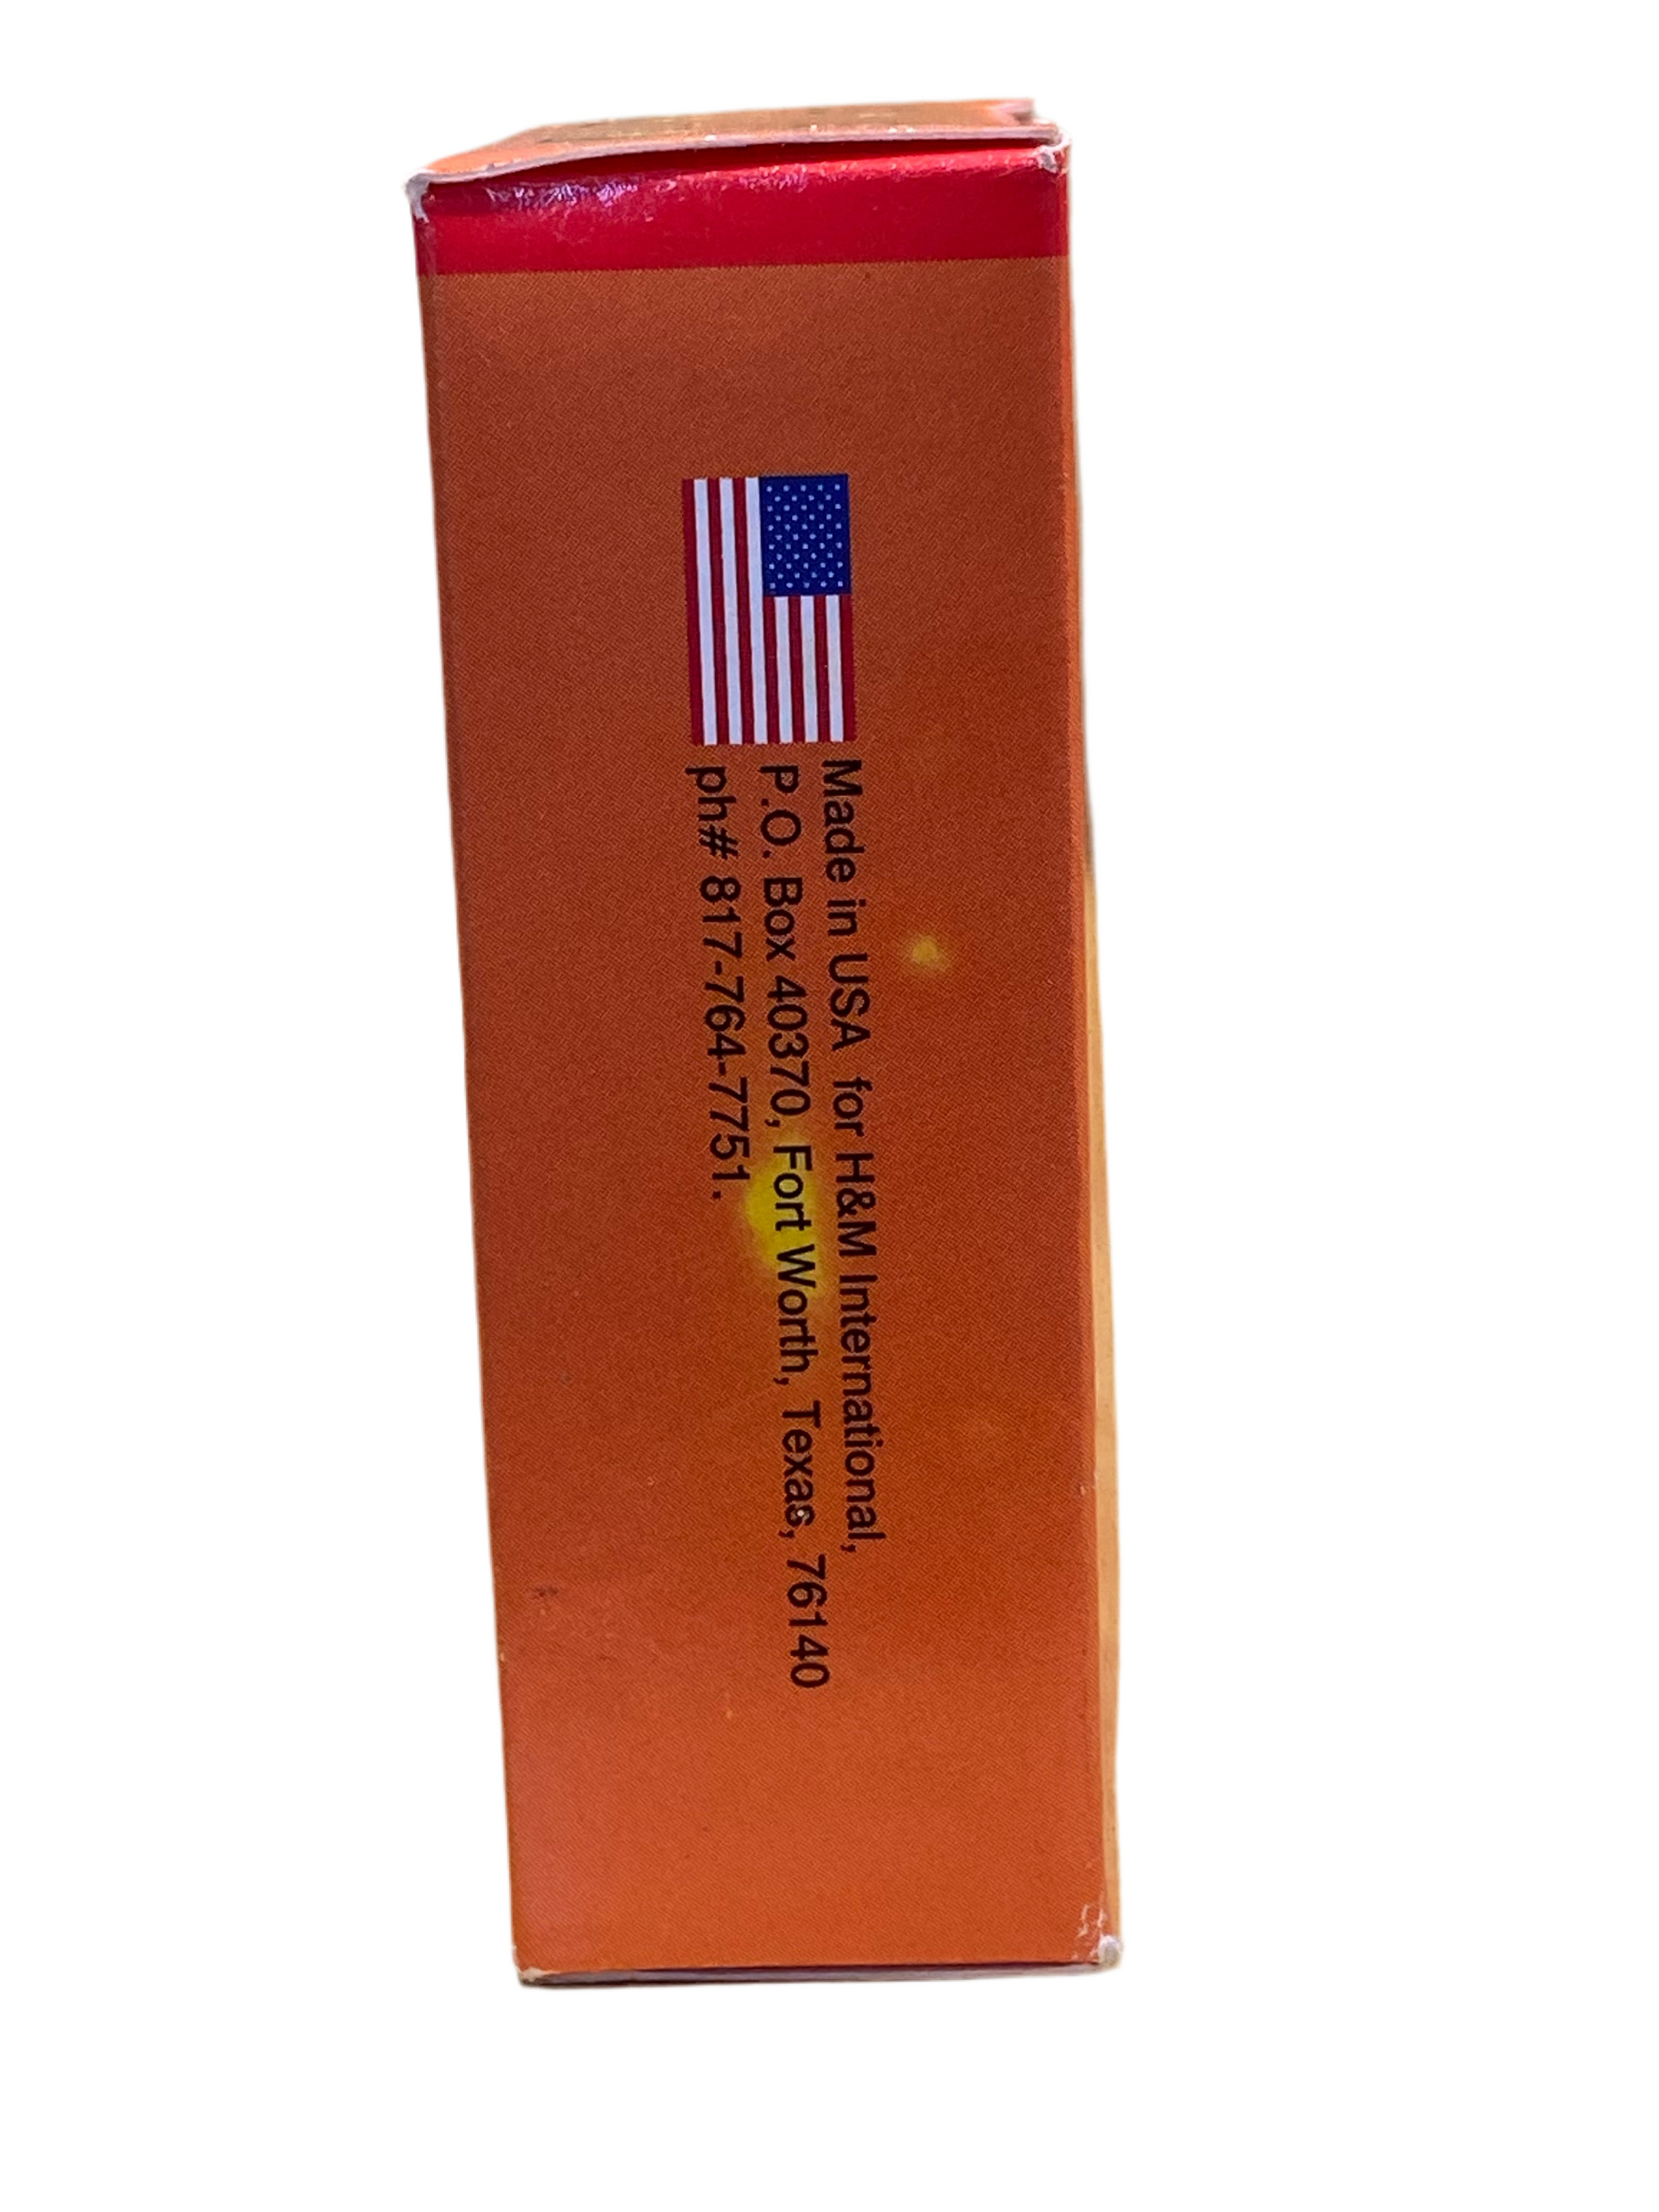 Made in USA for H&M International,
P.O. Box 40370, Fort Worth, Texas, 76140
ph# 817-764-7751.